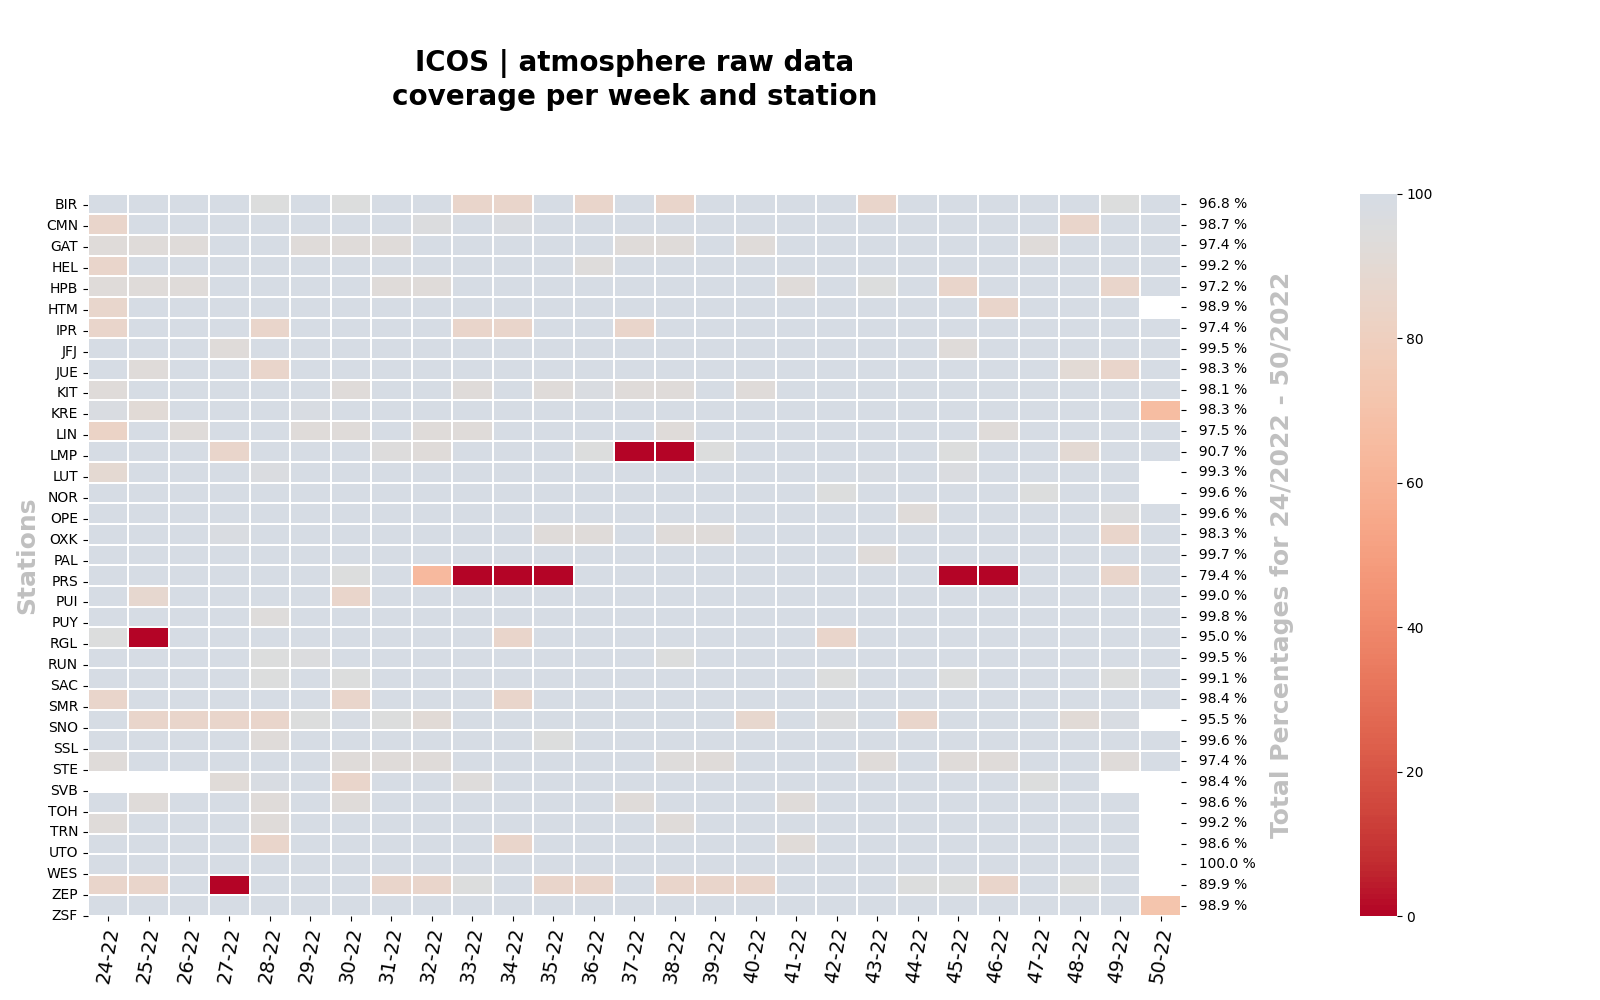 ICOS | atmosphere raw data
coverage per week and station
Stations
BIR
CMN
GAT
HEL
HPB
HTM
IPR
JFJ
JUE
KIT
KRE
LIN
LMP
LUT
NOR
OPE
OXK
PAL
PRS
PUI
PUY
RGL
RUN
SAC
SMR
SNO
SSL
STE
SVB
TOH
TRN
UTO
WES
ZEP
ZSF
24-22
25-22
26-22
27-22
28-22
29-22
30-22
31-22
32-22
33-22
34-22
35-22
36-22
37-22
38-22
39-22
40-22
41-22
42-22
43-22
44-22
45-22
46-22
47-22
48-22
49-22
50-22
96.8 %
98.7 %
97.4 %
99.2 %
97.2 %
98.9 %
97.4 %
99.5 %
98.3 %
98.1 %
98.3 %
97.5 %
90.7 %
99.3 %
99.6 %
99.6 %
98.3 %
99.7 %
79.4 %
99.0 %
99.8 %
95.0 %
99.5 %
99.1 %
98.4 %
95.5 %
99.6 %
97.4 %
98.4 %
98.6 %
99.2 %
98.6 %
100.0 %
89.9 %
98.9 %
Total Percentages for 24/2022 - 50/2022
100
80
60
40
20
0